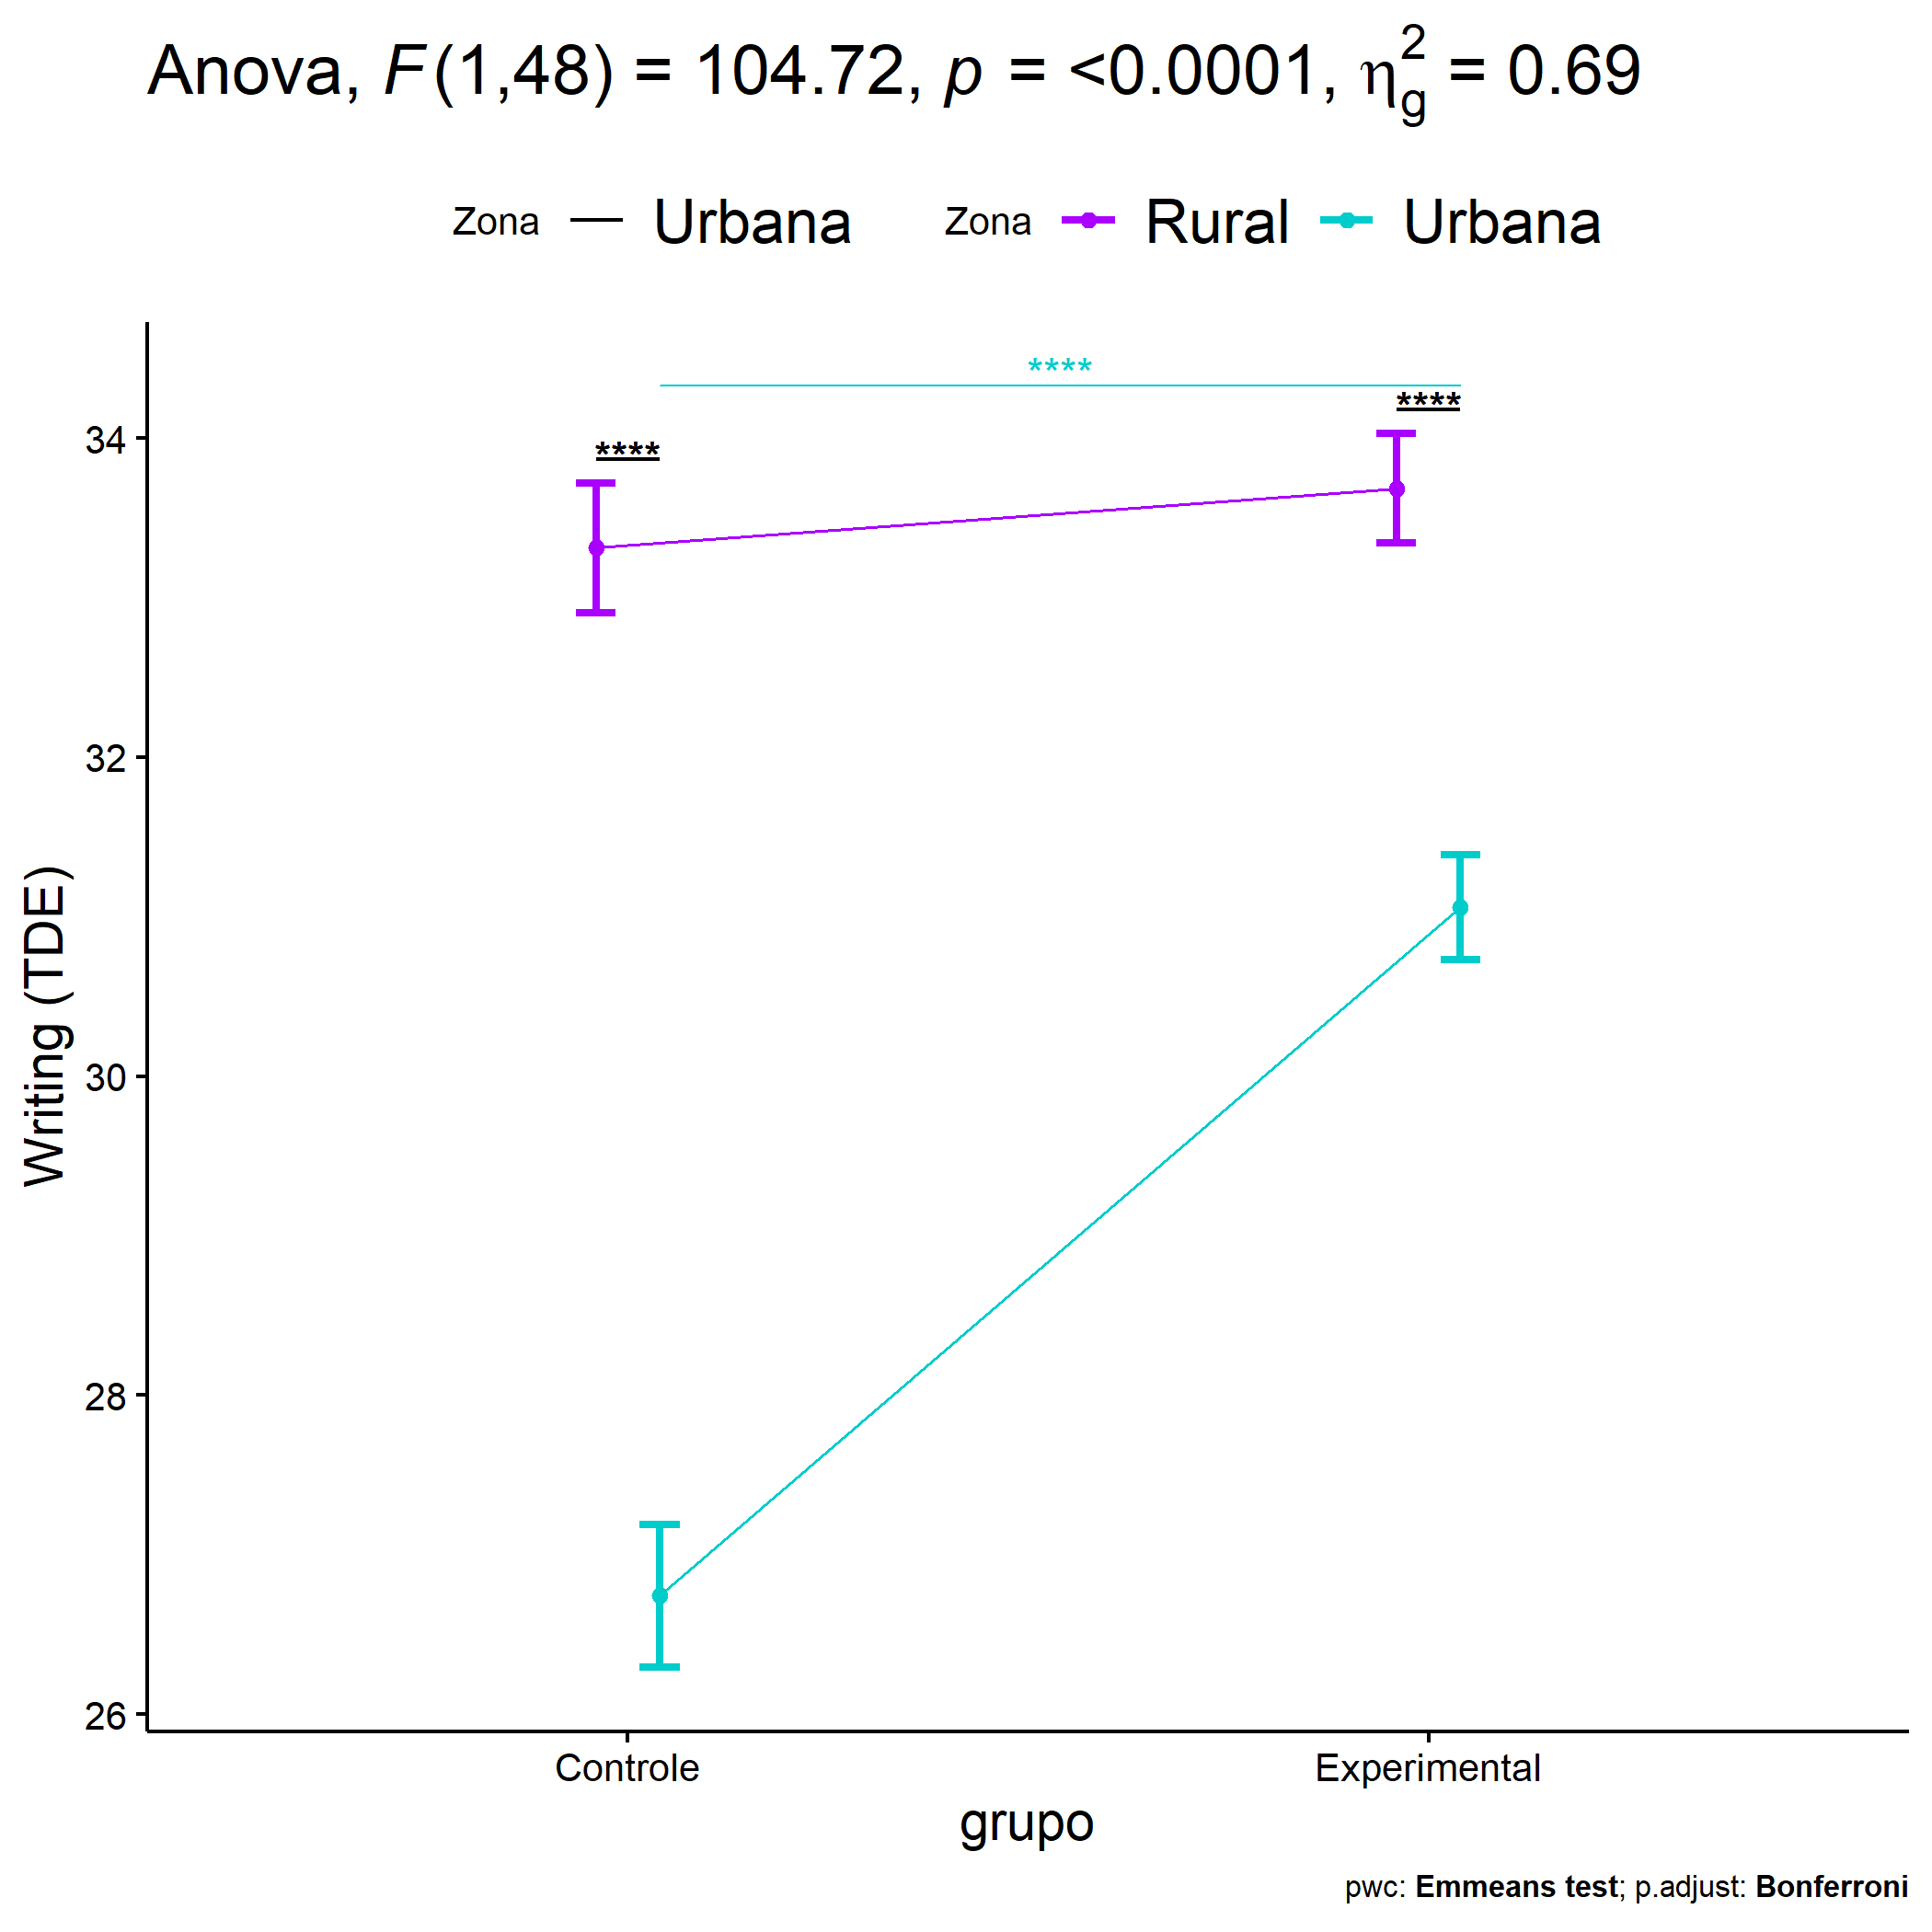 Anova, F(1,48) = 104.72, p = <0.0001, η²g = 0.69
Zona Urbana Zona Rural Urbana
****
****
****
34
32
30
28
26
Writing (TDE)
Controle Experimental
grupo
pwc: Emmeans test; p.adjust: Bonferroni